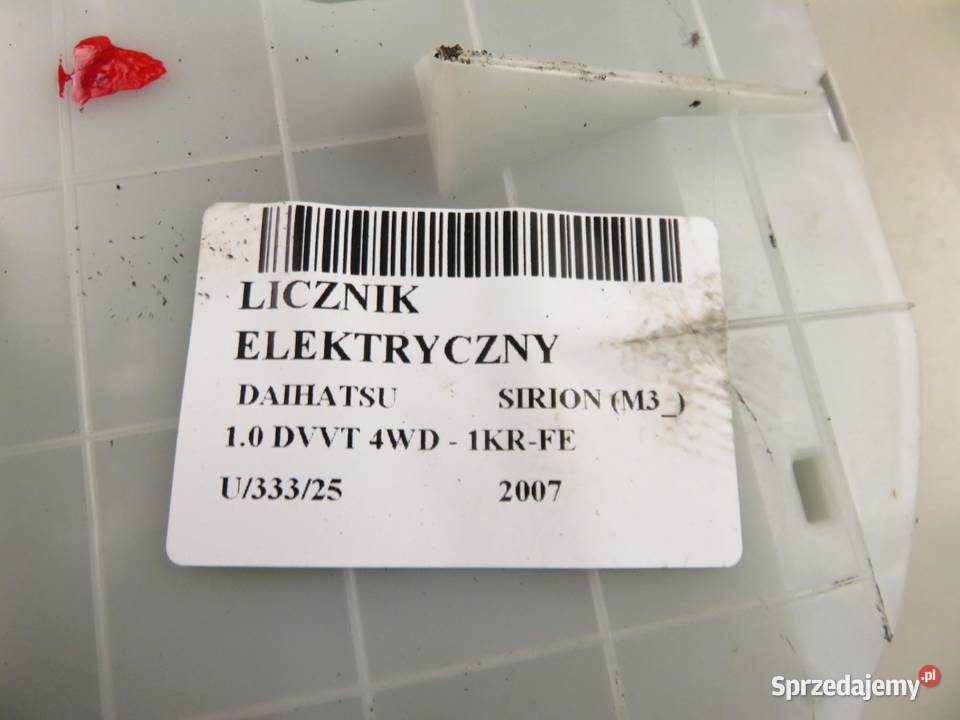 LICZNIK
ELEKTRYCZNY
DAIHATSU SIRION (M3_)
1.0 DVVT 4WD - 1KR-FE
U/333/25 2007
Sprzedajemy.pl